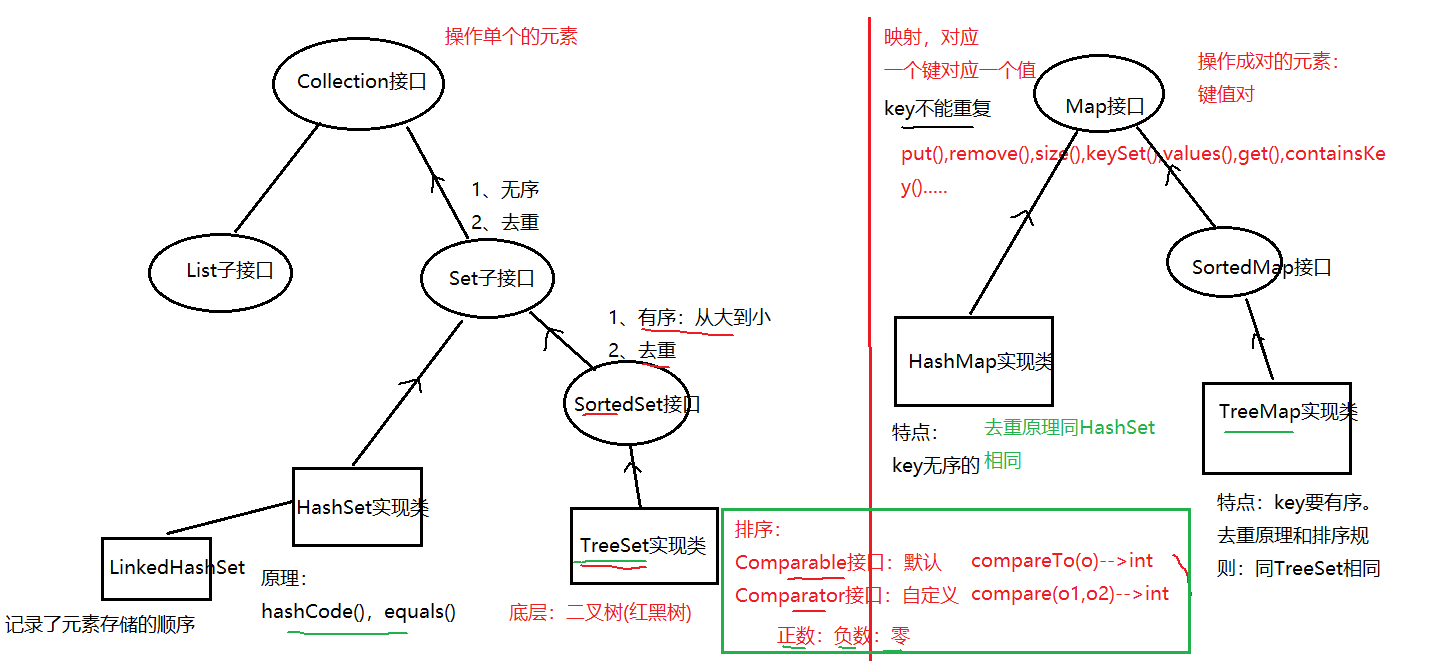 操作单个的元素
Collection接口
1、无序
2、去重
List子接口
Set子接口
1、有序：从大到小
2、去重
SortedSet接口
HashSet实现类
LinkedHashSet
记录了元素存储的顺序
原理：
hashCode()，equals()
TreeSet实现类
底层：二叉树(红黑树)
映射，对应
一个键对应一个值
key不能重复
Map接口
操作成对的元素：
键值对
put(),remove(),size(),keySet(),values(),get(),containsKe
y().....
SortedMap接口
HashMap实现类
特点：
key无序的
去重原理同HashSet
相同
TreeMap实现类
特点：key要有序。
去重原理和排序规
则：同TreeSet相同
排序：
Comparable接口：默认 compareTo(o)-->int
Comparator接口：自定义 compare(o1,o2)-->int
正数：负数：零